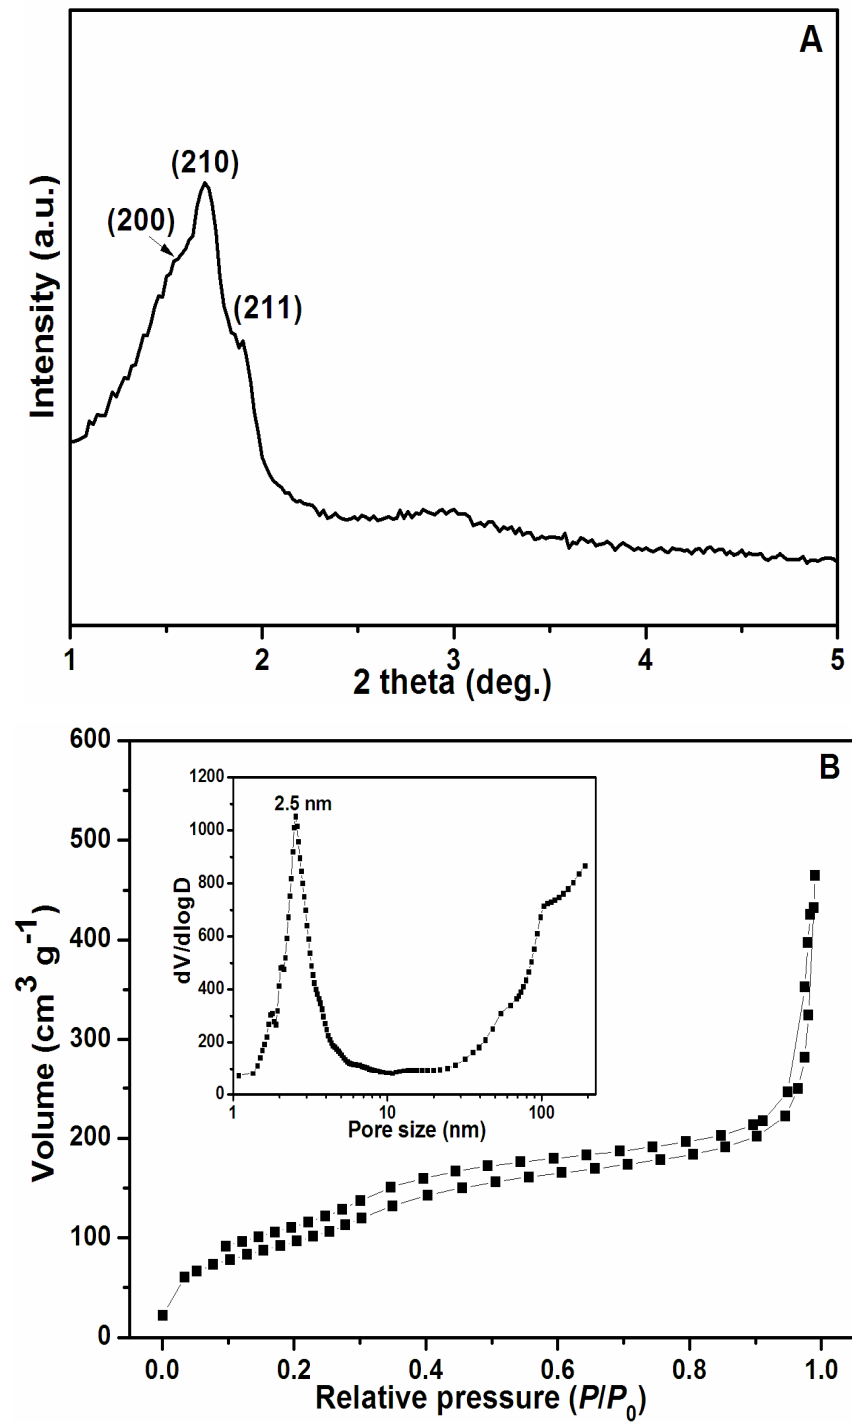 A
(210)
(200)
(211)
Intensity (a.u.)
1 2 3 4 5
2 theta (deg.)
B
600
500
400
300
200
100
0
Volume (cm³ g⁻¹)
0.0 0.2 0.4 0.6 0.8 1.0
Relative pressure (P/P₀)
2.5 nm
1200
1000
800
600
400
200
0
dV/dlogD
1 10 100
Pore size (nm)